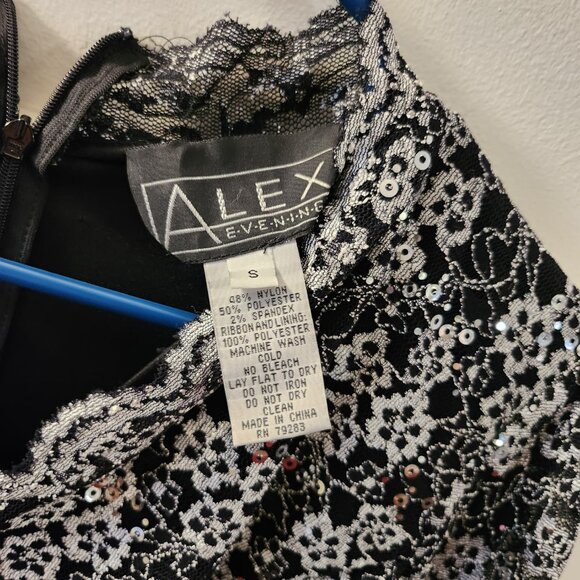 ALEX
E·V·E·N·I·N·G
S
48% NYLON
50% POLYESTER
2% SPANDEX
RIBBON AND LINING:
100% POLYESTER
MACHINE WASH
COLD
NO BLEACH
LAY FLAT TO DRY
DO NOT IRON
DO NOT DRY
CLEAN
MADE IN CHINA
RN 79283